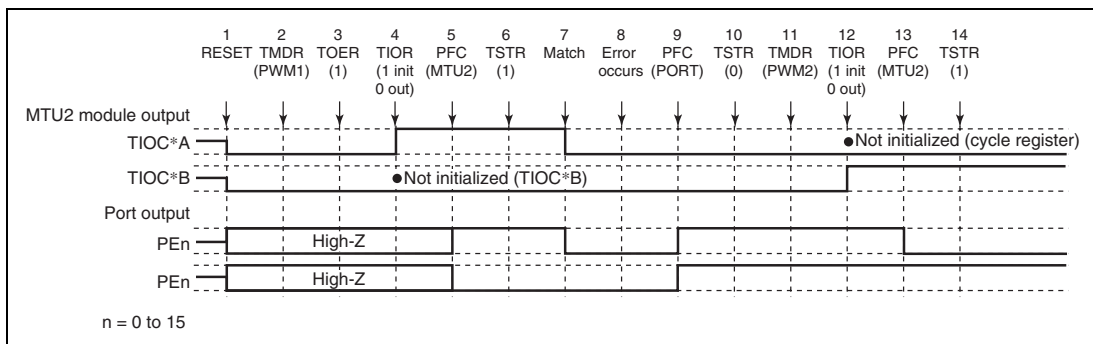 1 2 3 4 5 6 7 8 9 10 11 12 13 14
RESET TMDR TOER TIOR PFC TSTR Match Error PFC TSTR TMDR TIOR PFC TSTR
(PWM1) (1) (1 init (MTU2) (1) occurs (PORT) (0) (PWM2) (1 init (MTU2) (1)
0 out) 0 out)
MTU2 module output
TIOC*A
●Not initialized (cycle register)
TIOC*B
●Not initialized (TIOC*B)
Port output
PEn
High-Z
PEn
High-Z
n = 0 to 15